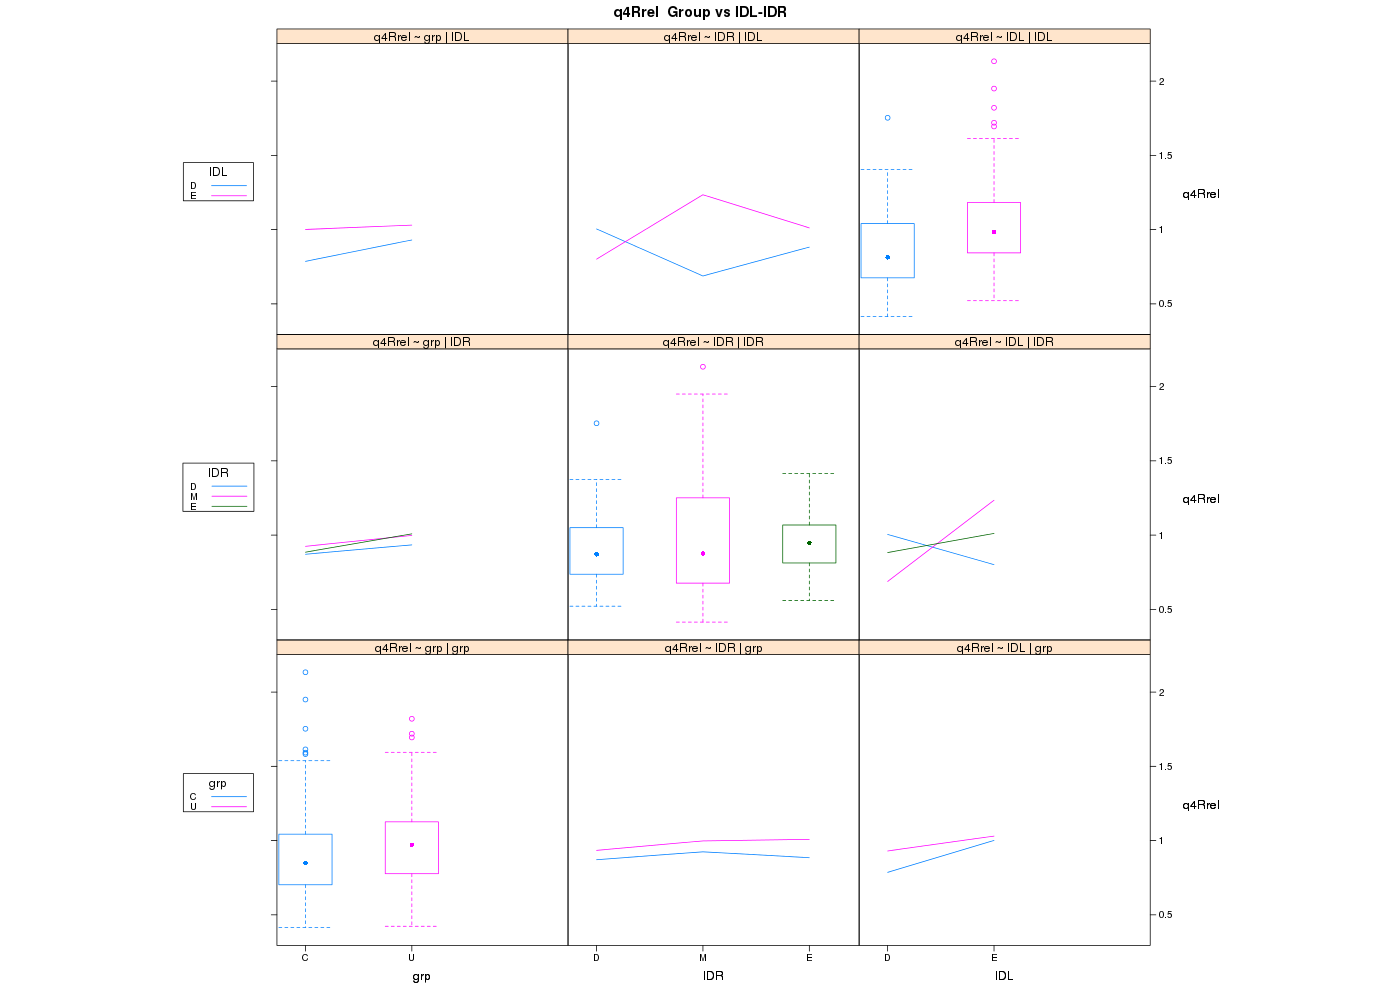 q4Rrel Group vs IDL-IDR
q4Rrel ~ grp | IDL
q4Rrel ~ IDR | IDL
q4Rrel ~ IDL | IDL
IDL
D
E
2
1.5
1
0.5
q4Rrel
q4Rrel ~ grp | IDR
q4Rrel ~ IDR | IDR
q4Rrel ~ IDL | IDR
IDR
D
M
E
2
1.5
1
0.5
q4Rrel
q4Rrel ~ grp | grp
q4Rrel ~ IDR | grp
q4Rrel ~ IDL | grp
grp
C
U
2
1.5
1
0.5
q4Rrel
C U D M E D E
grp IDR IDL